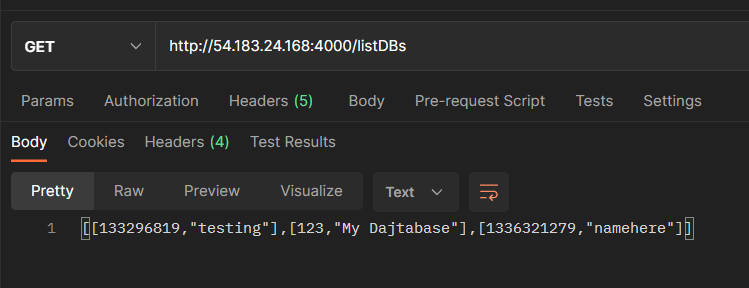 GET http://54.183.24.168:4000/listDBs
Params Authorization Headers (5) Body Pre-request Script Tests Settings
Body Cookies Headers (4) Test Results
Pretty Raw Preview Visualize Text
1 [[133296819,"testing"],[123,"My Dajtabase"],[1336321279,"namehere"]]